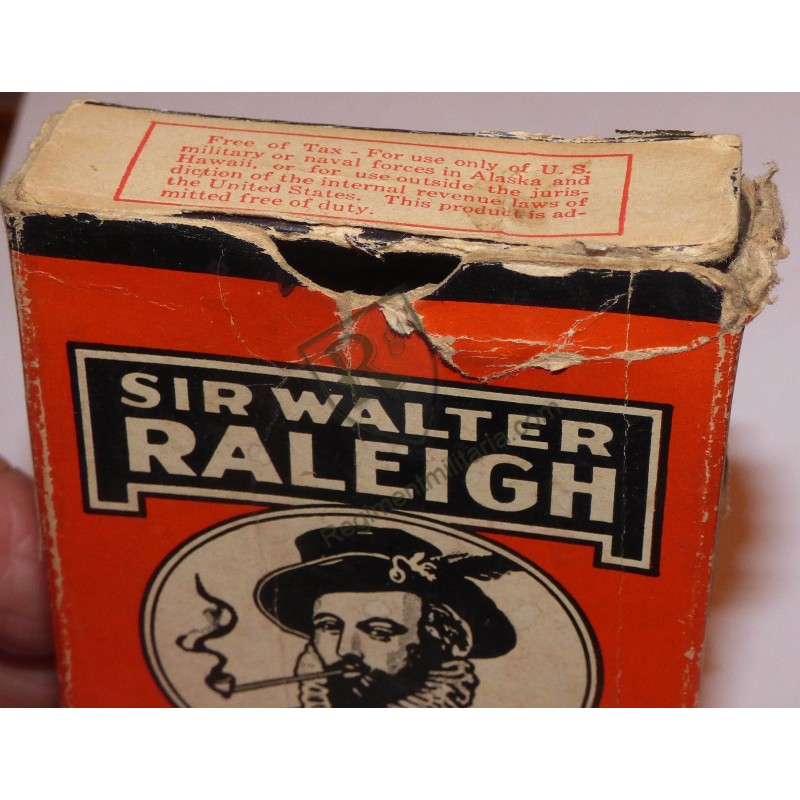 Free of Tax - For use only of U. S.
military or naval forces in Alaska and
Hawaii, or for use outside the juris-
diction of the internal revenue laws of
the United States. This product is ad-
mitted free of duty.
SIR WALTER
RALEIGH
Regimentmilitaria.com